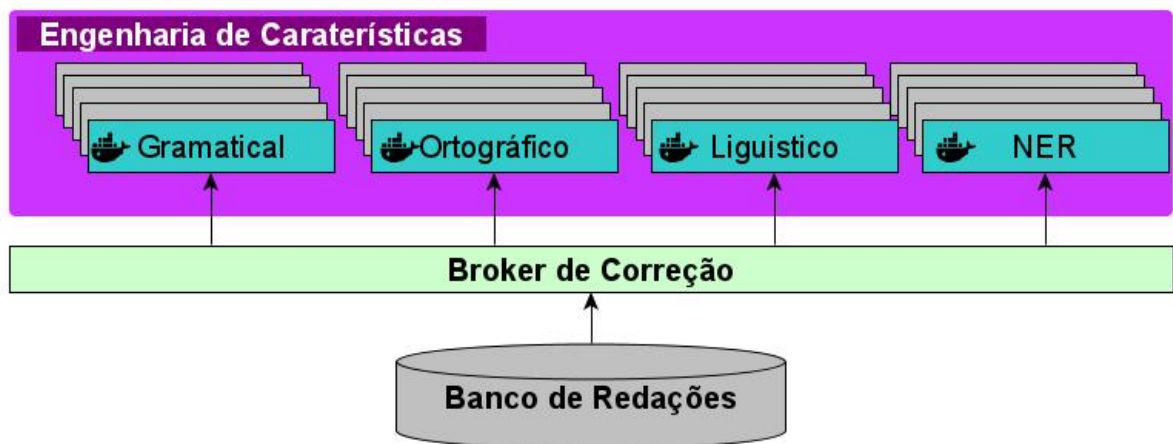 Engenharia de Caraterísticas
Gramatical
Ortográfico
Liguistico
NER
Broker de Correção
Banco de Redações